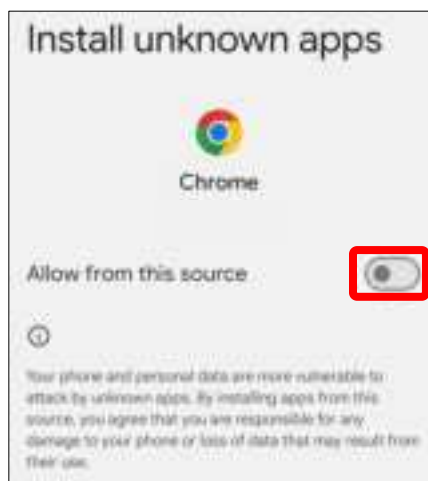 Install unknown apps
Chrome
Allow from this source
Your phone and personal data are more vulnerable to
attack by unknown apps. By installing apps from this
source, you agree that you are responsible for any
damage to your phone or loss of data that may result from
their use.